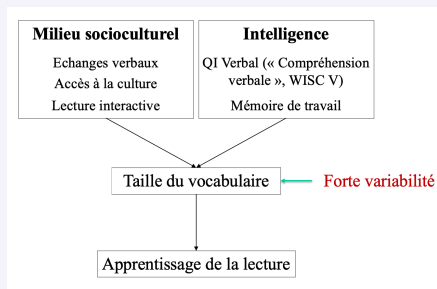 Milieu socioculturel
Echanges verbaux
Accès à la culture
Lecture interactive
Intelligence
QI Verbal (« Compréhension
verbale », WISC V)
Mémoire de travail
Taille du vocabulaire
Forte variabilité
Apprentissage de la lecture